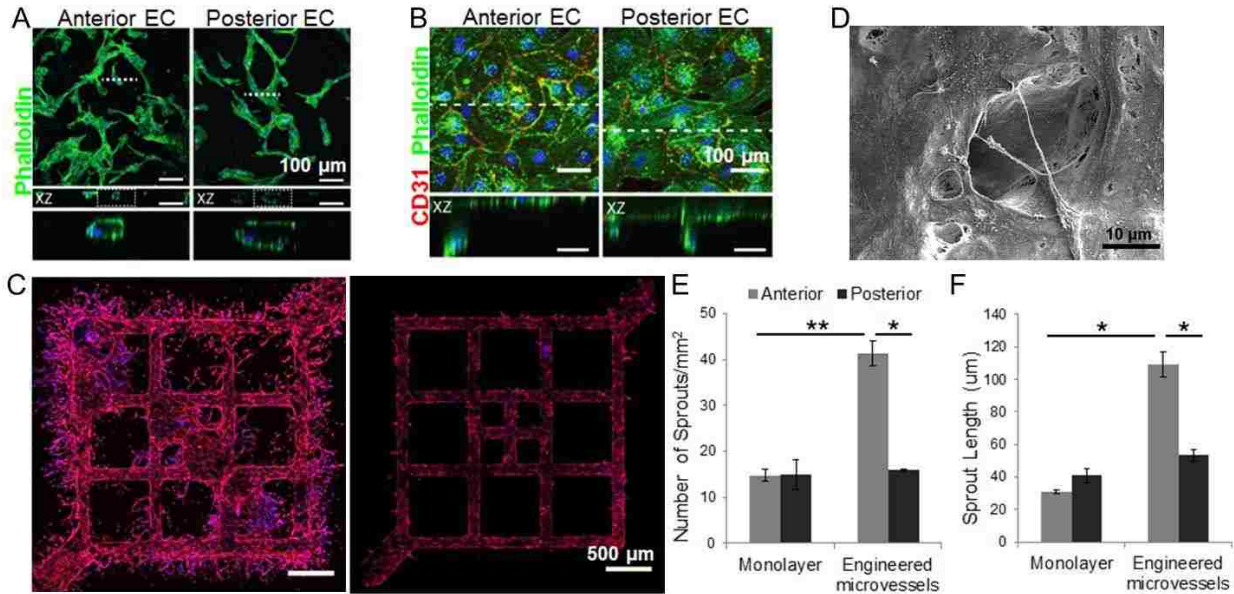 A
Anterior EC Posterior EC
Phalloidin
100 µm
XZ XZ
B
Anterior EC Posterior EC
CD31 Phalloidin
100 µm
XZ XZ
D
10 µm
C
500 µm
E
Anterior Posterior
Number of Sprouts/mm²
50
40
30
20
10
0
** *
Monolayer Engineered
microvessels
F
Sprout Length (um)
140
120
100
80
60
40
20
0
* *
Monolayer Engineered
microvessels